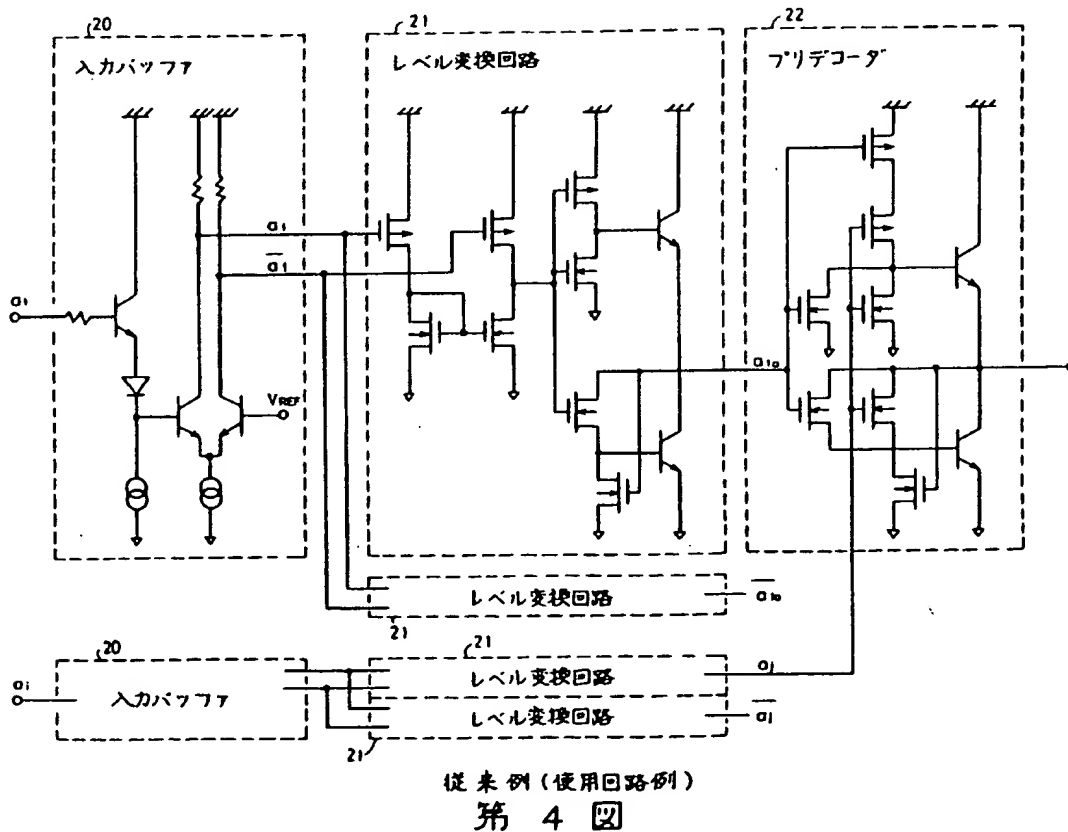 20
入力バッファ
21
レベル変換回路
22
プリデコーダ
a1
a1
a1
VREF
a10
レベル変換回路
a10
21
20
入力バッファ
ai
21
レベル変換回路
aj
レベル変換回路
aj
21
従来例(使用回路例)
第 4 図